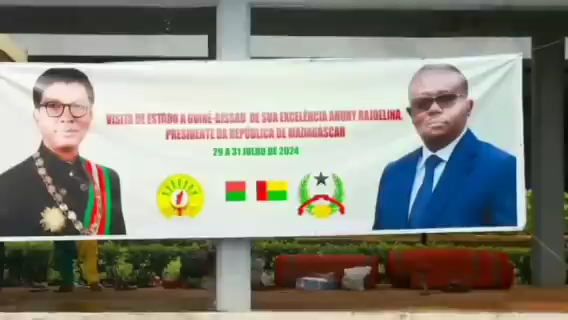 VISITA DE ESTADO A GUINÉ-BISSAU DE SUA EXCELÊNCIA ANDRY RAJOELINA,
PRESIDENTE DA REPÚBLICA DE MADAGÁSCAR
29 A 31 JULHO DE 2024